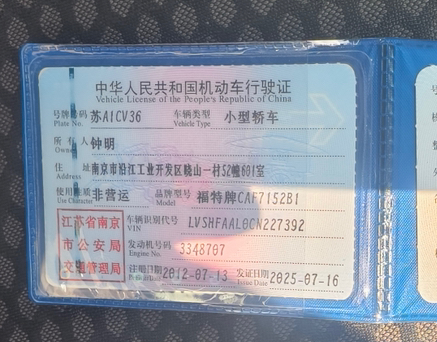 中华人民共和国机动车行驶证
Vehicle License of the People's Republic of China
号牌号码 苏A1CV36 车辆类型 小型轿车
Plate No. Vehicle Type
所有人 钟明
Owner
住址 南京市沿江工业开发区晓山一村52幢601室
Address
使用性质 非营运 品牌型号 福特牌CAF7152B1
Use Character Model
江苏省南京
市公安局
交通管理局
车辆识别代号 LVSHFAAL0CN227392
VIN
发动机号码 3348707
Engine No.
注册日期 2012-07-13 发证日期 2025-07-16
Issue Date